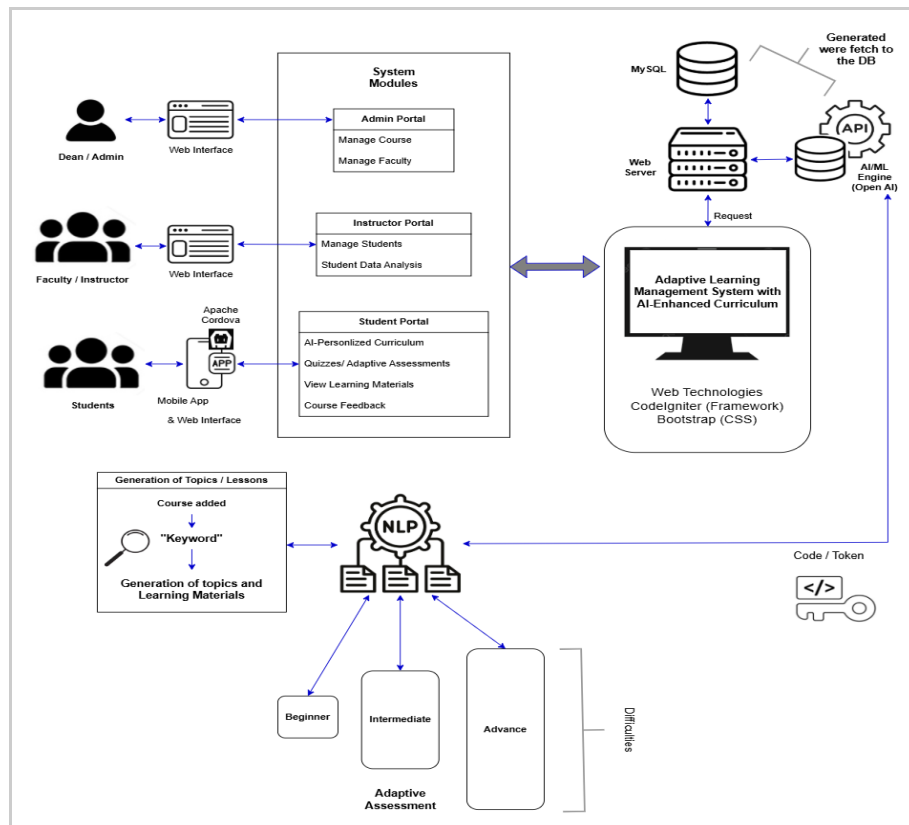 System
Modules
Dean / Admin
Web Interface
Admin Portal
Manage Course
Manage Faculty
Faculty / Instructor
Web Interface
Instructor Portal
Manage Students
Student Data Analysis
Apache
Cordova
APP
Students
Mobile App
& Web Interface
Student Portal
AI-Personlized Curriculum
Quizzes/ Adaptive Assessments
View Learning Materials
Course Feedback
Generated
were fetch to
the DB
MySQL
API
Web
Server
AI/ML
Engine
(Open AI)
Request
Adaptive Learning
Management System with
AI-Enhanced Curriculum
Web Technologies
CodeIgniter (Framework)
Bootstrap (CSS)
Generation of Topics / Lessons
Course added
"Keyword"
Generation of topics and
Learning Materials
NLP
Code / Token
</>
Beginner
Intermediate
Advance
Difficulties
Adaptive
Assessment